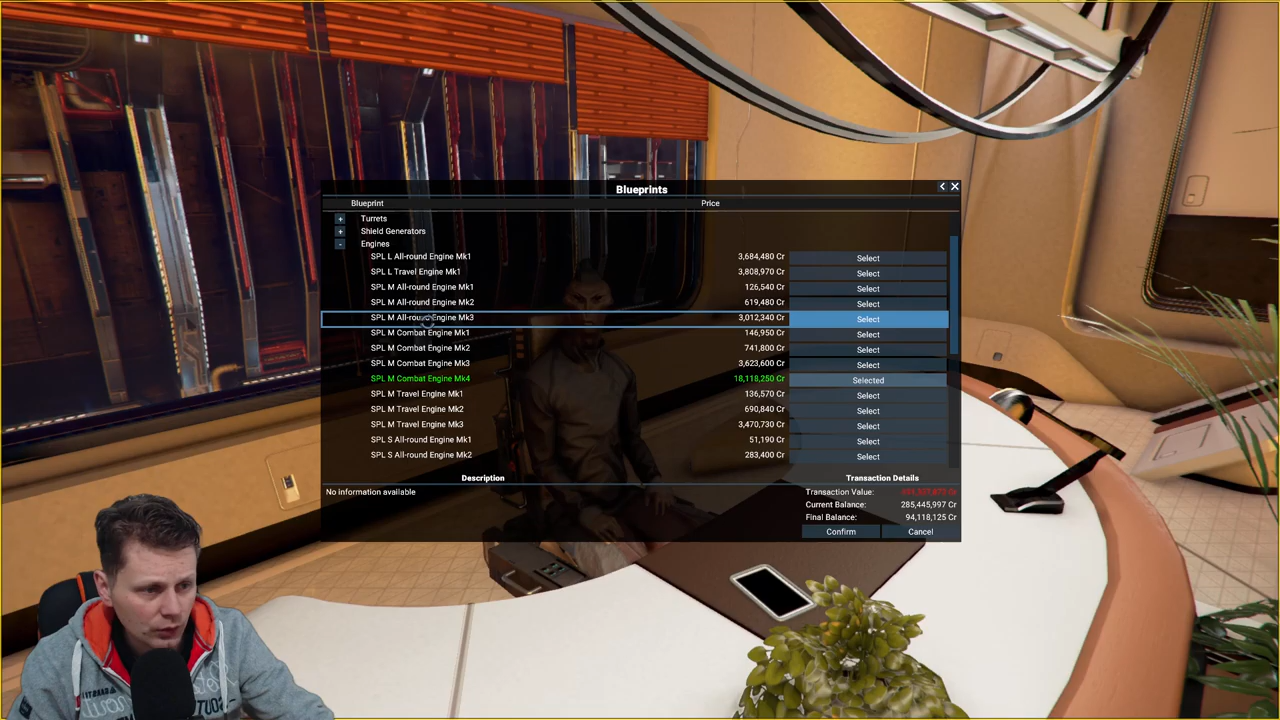 Blueprints
Blueprint Price
+ Turrets
+ Shield Generators
- Engines
SPL L All-round Engine Mk1 3,684,480 Cr Select
SPL L Travel Engine Mk1 3,808,970 Cr Select
SPL M All-round Engine Mk1 126,540 Cr Select
SPL M All-round Engine Mk2 619,480 Cr Select
SPL M All-round Engine Mk3 3,012,340 Cr Select
SPL M Combat Engine Mk1 146,950 Cr Select
SPL M Combat Engine Mk2 741,800 Cr Select
SPL M Combat Engine Mk3 3,623,600 Cr Select
SPL M Combat Engine Mk4 18,118,250 Cr Selected
SPL M Travel Engine Mk1 136,570 Cr Select
SPL M Travel Engine Mk2 690,840 Cr Select
SPL M Travel Engine Mk3 3,470,730 Cr Select
SPL S All-round Engine Mk1 51,190 Cr Select
SPL S All-round Engine Mk2 283,400 Cr Select
Description Transaction Details
No information available Transaction Value: Cr
Current Balance: 285,445,997 Cr
Final Balance: 94,118,125 Cr
Confirm Cancel